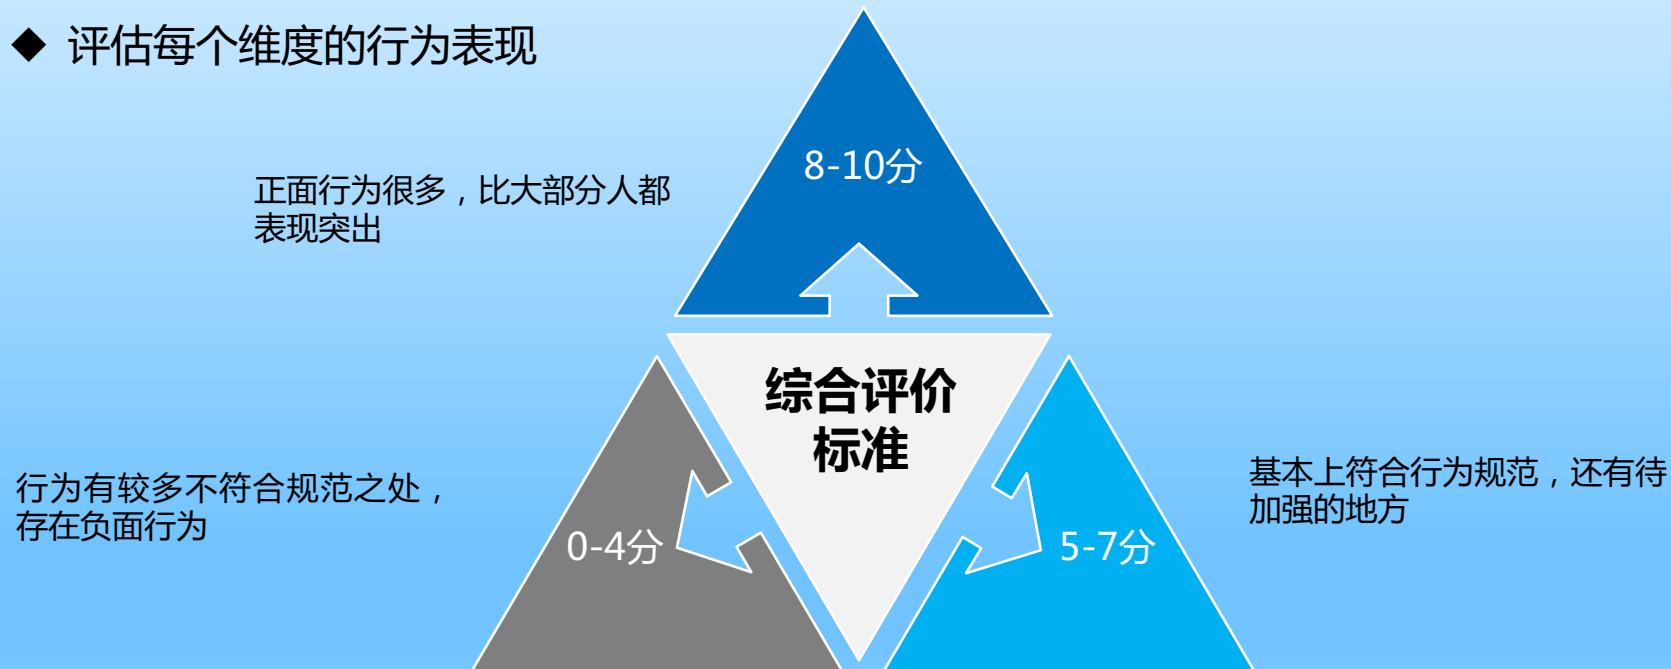 ◆ 评估每个维度的行为表现
8-10分
正面行为很多，比大部分人都
表现突出
综合评价
标准
行为有较多不符合规范之处，
存在负面行为
0-4分
5-7分
基本上符合行为规范，还有待
加强的地方